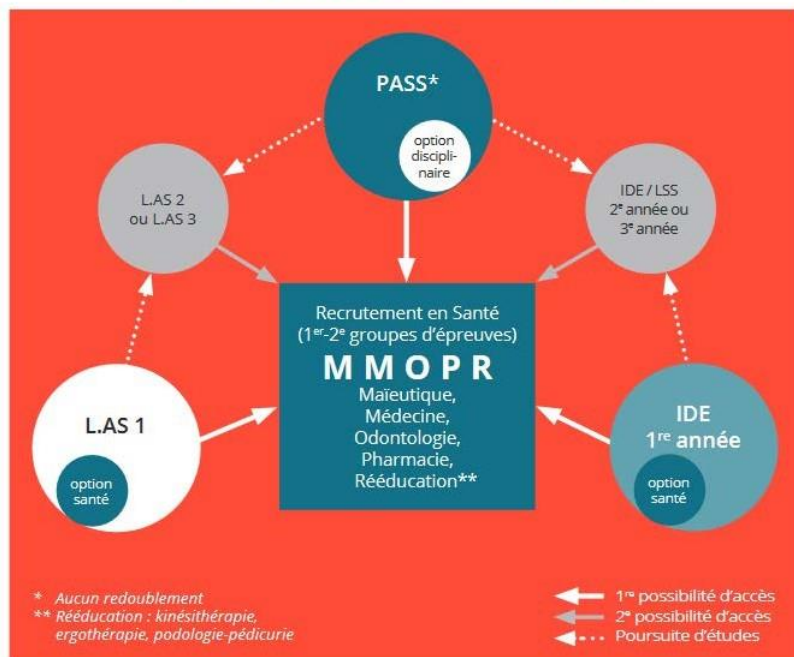 PASS*
option
discipli-
naire
L.AS 2
ou L.AS 3
IDE / LSS
2e année ou
3e année
Recrutement en Santé
(1er-2e groupes d'épreuves)
M M O P R
Maïeutique,
Médecine,
Odontologie,
Pharmacie,
Rééducation**
L.AS 1
option
santé
IDE
1re année
option
santé
* Aucun redoublement
** Rééducation : kinésithérapie,
ergothérapie, podologie-pédicurie
1re possibilité d'accès
2e possibilité d'accès
Poursuite d'études